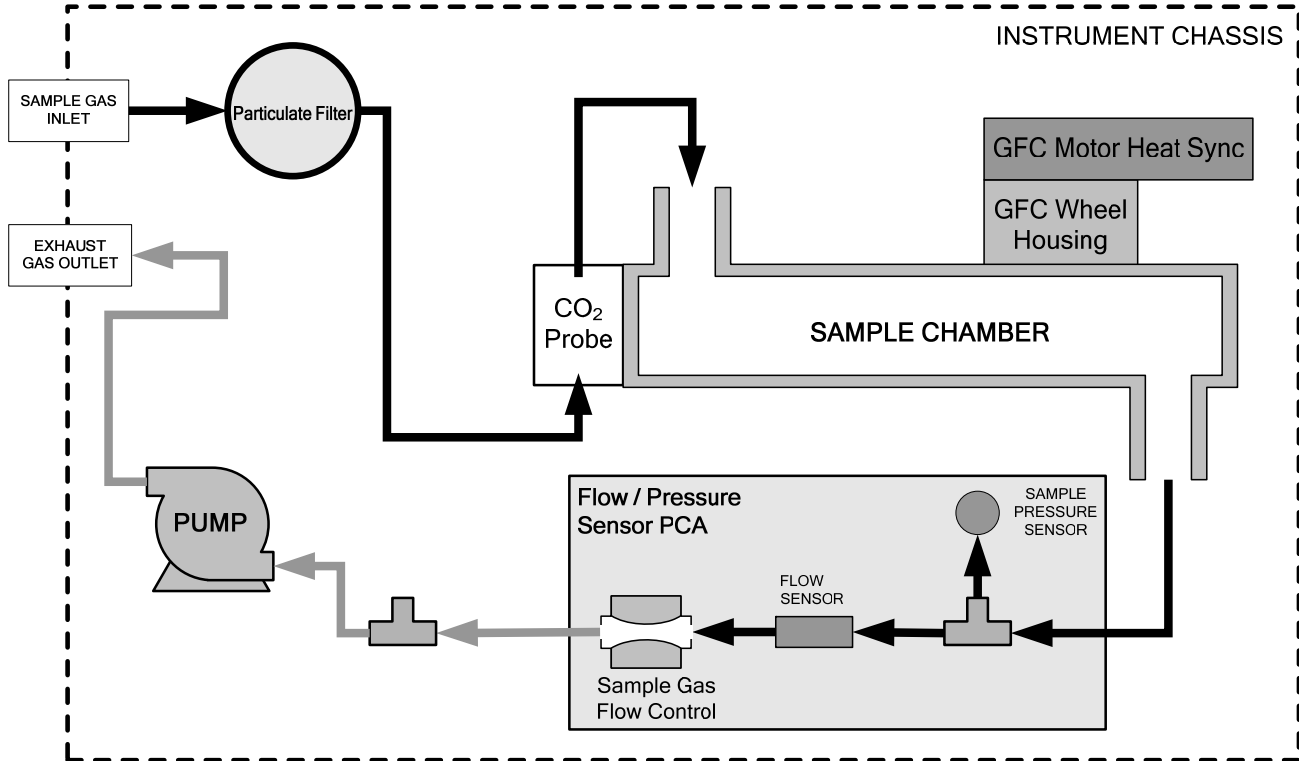 INSTRUMENT CHASSIS
SAMPLE GAS
INLET
Particulate Filter
GFC Motor Heat Sync
GFC Wheel
Housing
EXHAUST
GAS OUTLET
CO₂
Probe
SAMPLE CHAMBER
PUMP
Flow / Pressure
Sensor PCA
SAMPLE
PRESSURE
SENSOR
FLOW
SENSOR
Sample Gas
Flow Control